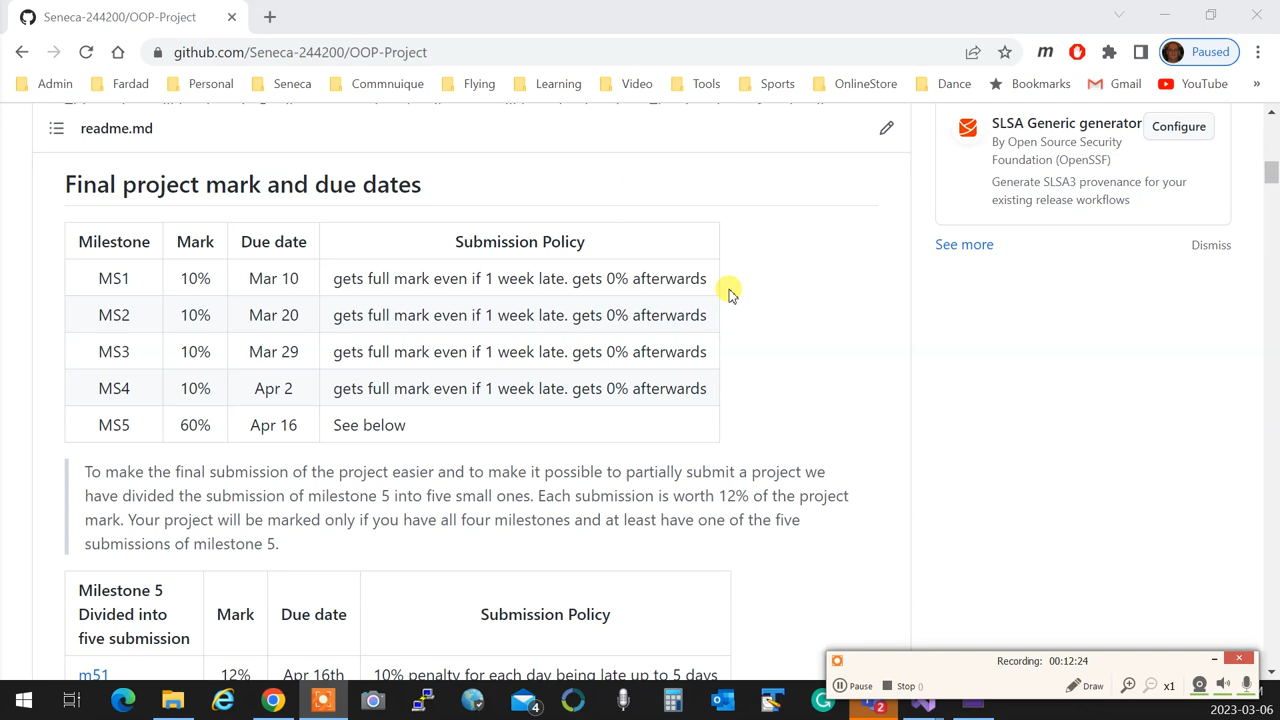 Seneca-244200/OOP-Project
github.com/Seneca-244200/OOP-Project
Paused
Admin Fardad Personal Seneca Commnuique Flying Learning Video Tools Sports OnlineStore Dance Bookmarks Gmail YouTube »
readme.md
SLSA Generic generator
Configure
By Open Source Security
Foundation (OpenSSF)
Generate SLSA3 provenance for your
existing release workflows
See more
Dismiss
Final project mark and due dates
Milestone Mark Due date Submission Policy
MS1 10% Mar 10 gets full mark even if 1 week late. gets 0% afterwards
MS2 10% Mar 20 gets full mark even if 1 week late. gets 0% afterwards
MS3 10% Mar 29 gets full mark even if 1 week late. gets 0% afterwards
MS4 10% Apr 2 gets full mark even if 1 week late. gets 0% afterwards
MS5 60% Apr 16 See below
To make the final submission of the project easier and to make it possible to partially submit a project we
have divided the submission of milestone 5 into five small ones. Each submission is worth 12% of the project
mark. Your project will be marked only if you have all four milestones and at least have one of the five
submissions of milestone 5.
Milestone 5
Divided into
five submission
Mark Due date Submission Policy
m51 12% Apr 16th 10% penalty for each day being late up to 5 days
Recording: 00:12:24
Pause Stop () Draw x1
4
2
2023-03-06